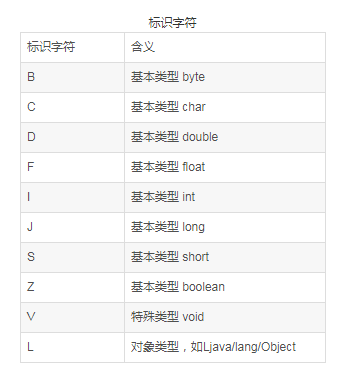 标识字符
标识字符 含义
B 基本类型 byte
C 基本类型 char
D 基本类型 double
F 基本类型 float
I 基本类型 int
J 基本类型 long
S 基本类型 short
Z 基本类型 boolean
V 特殊类型 void
L 对象类型，如Ljava/lang/Object